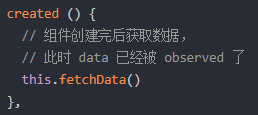 created () {
// 组件创建完后获取数据，
// 此时 data 已经被 observed 了
this.fetchData()
},